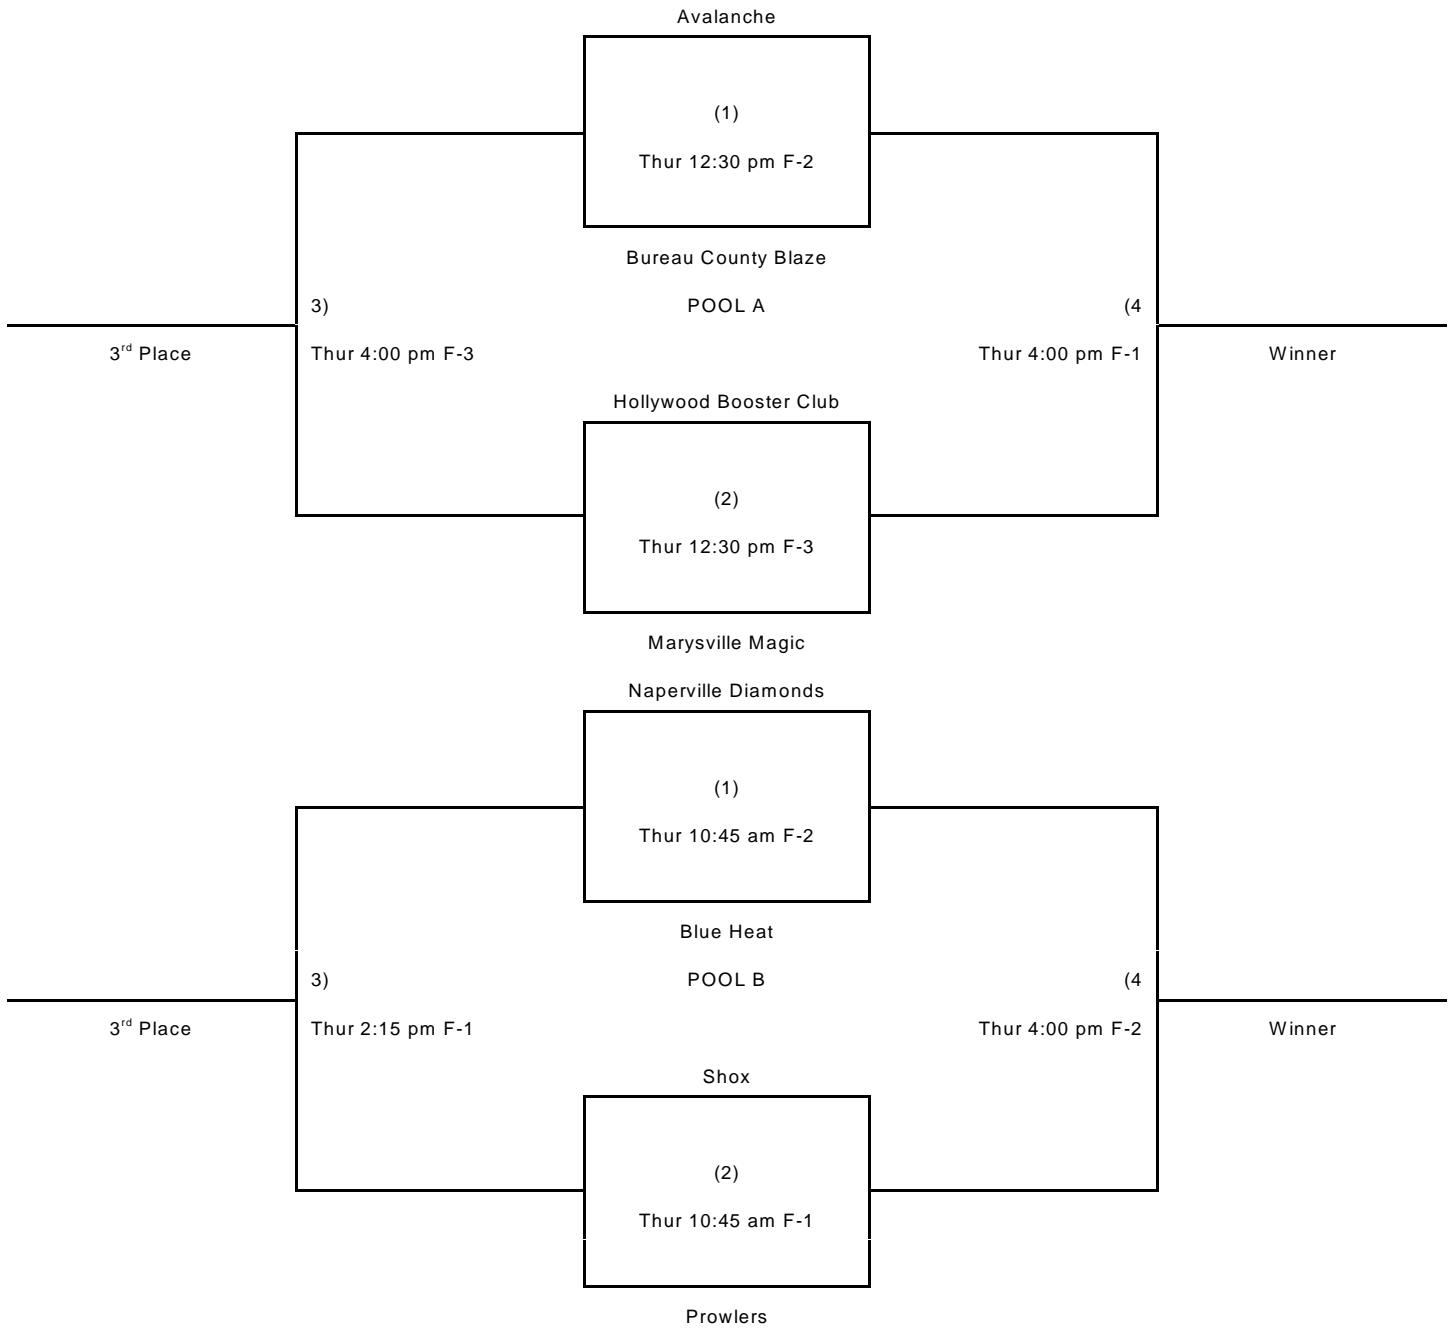 Avalanche
(1)
Thur 12:30 pm F-2
Bureau County Blaze
3) POOL A (4
3rd Place Thur 4:00 pm F-3 Thur 4:00 pm F-1 Winner
Hollywood Booster Club
(2)
Thur 12:30 pm F-3
Marysville Magic
Naperville Diamonds
(1)
Thur 10:45 am F-2
Blue Heat
3) POOL B (4
3rd Place Thur 2:15 pm F-1 Thur 4:00 pm F-2 Winner
Shox
(2)
Thur 10:45 am F-1
Prowlers